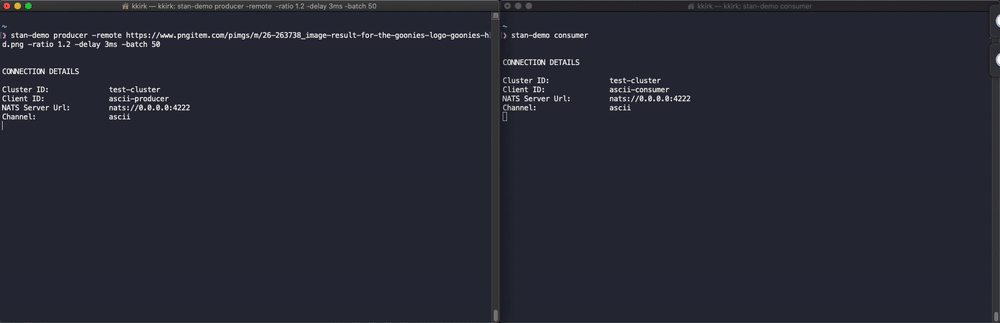 kkirk — kkirk: stan-demo producer -remote -ratio 1.2 -delay 3ms -batch 50
~
❯ stan-demo producer -remote https://www.pngitem.com/pimgs/m/26-263738_image-result-for-the-goonies-logo-goonies-h
d.png -ratio 1.2 -delay 3ms -batch 50
CONNECTION DETAILS
Cluster ID: test-cluster
Client ID: ascii-producer
NATS Server Url: nats://0.0.0.0:4222
Channel: ascii
kkirk — kkirk: stan-demo consumer
~
❯ stan-demo consumer
CONNECTION DETAILS
Cluster ID: test-cluster
Client ID: ascii-consumer
NATS Server Url: nats://0.0.0.0:4222
Channel: ascii